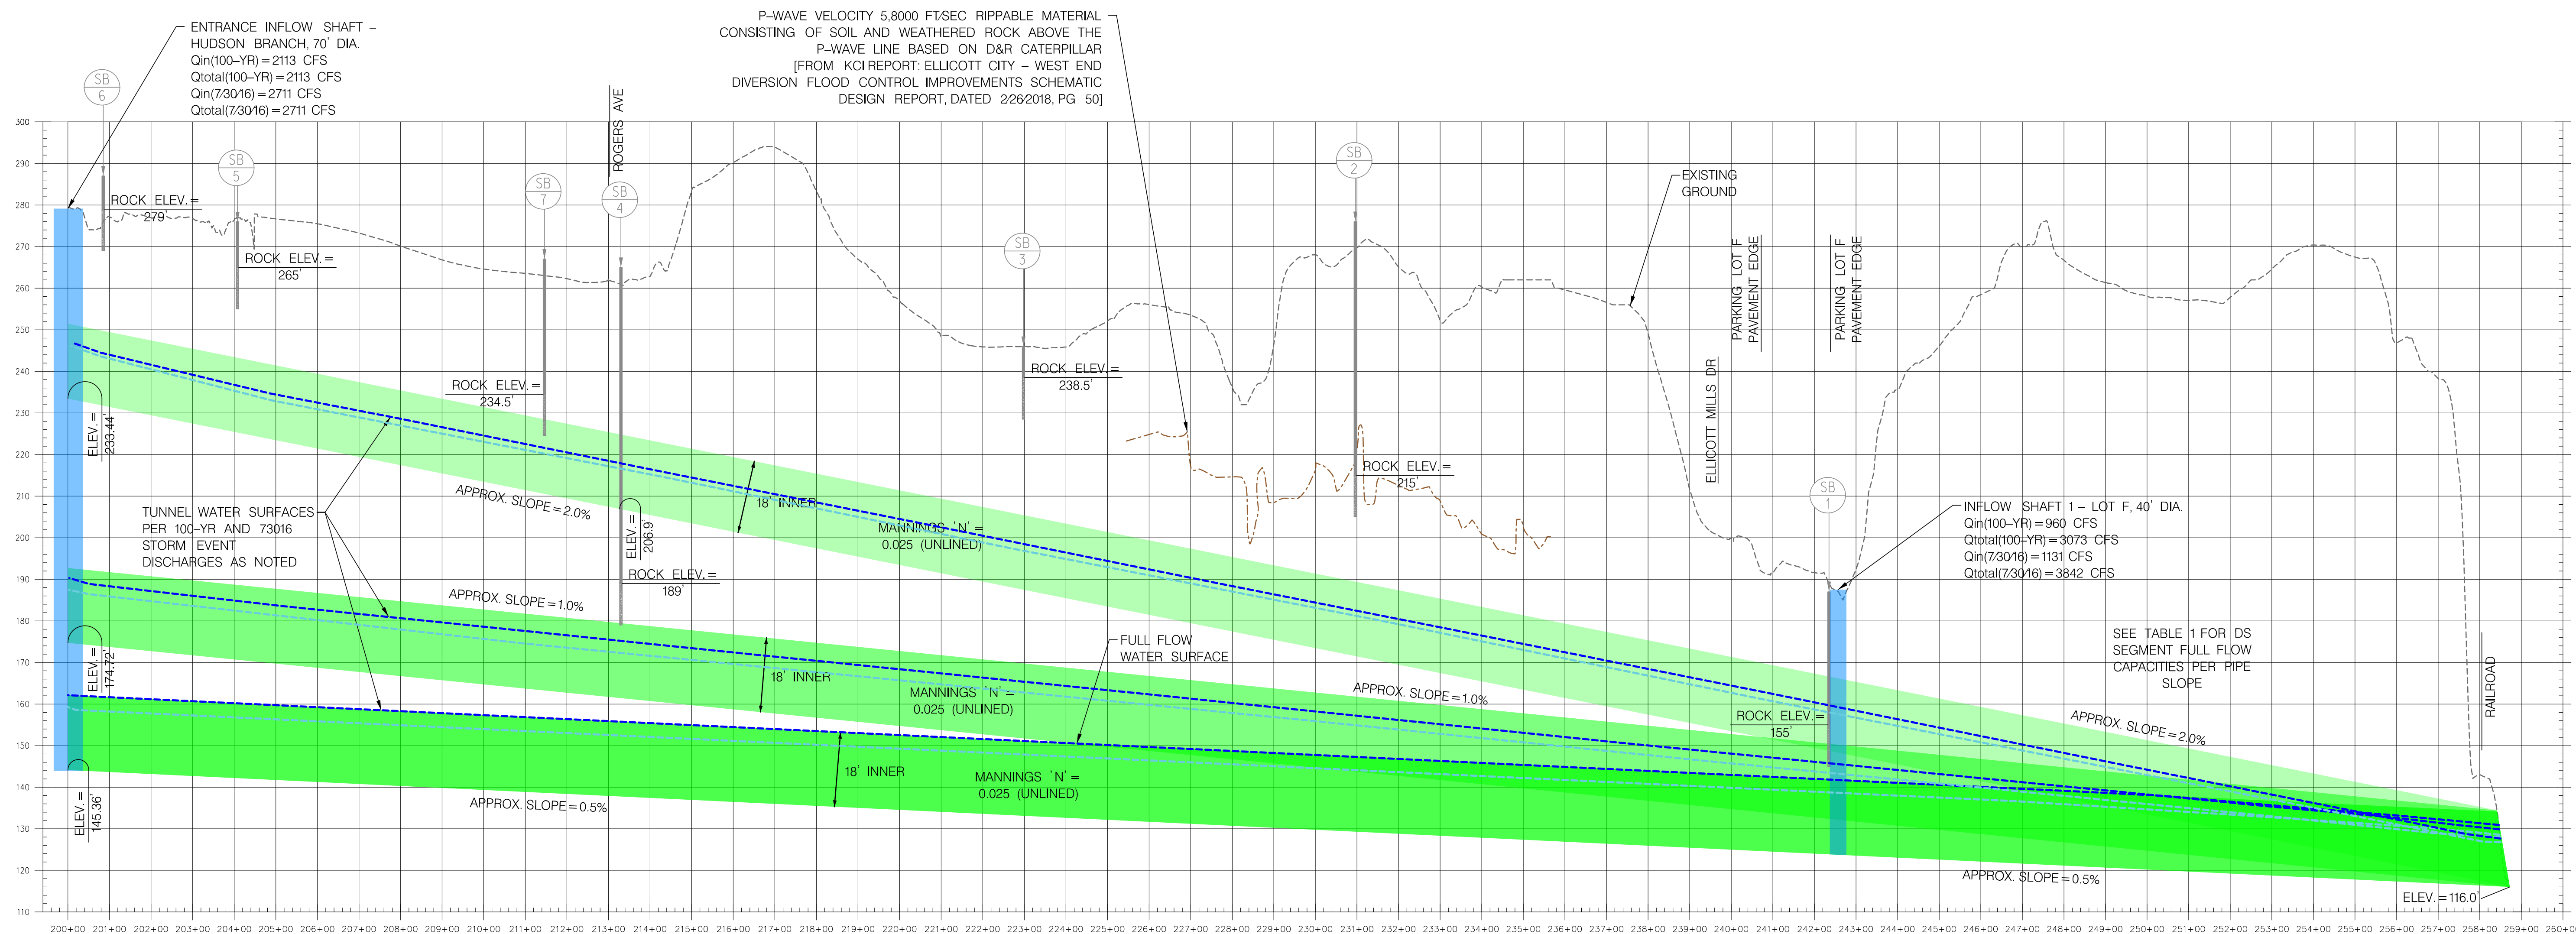 ENTRANCE INFLOW SHAFT –
HUDSON BRANCH, 70' DIA.
Qin(100–YR) = 2113 CFS
Qtotal(100–YR) = 2113 CFS
Qin(7/30/16) = 2711 CFS
Qtotal(7/30/16) = 2711 CFS
P–WAVE VELOCITY 5,8000 FT/SEC RIPPABLE MATERIAL
CONSISTING OF SOIL AND WEATHERED ROCK ABOVE THE
P–WAVE LINE BASED ON D&R CATERPILLAR
[FROM KCI REPORT: ELLICOTT CITY – WEST END
DIVERSION FLOOD CONTROL IMPROVEMENTS SCHEMATIC
DESIGN REPORT, DATED 2/26/2018, PG 50]
SB
6
SB
5
SB
7
ROGERS AVE
SB
4
SB
3
SB
2
EXISTING
GROUND
PARKING LOT F
PAVEMENT EDGE
PARKING LOT F
PAVEMENT EDGE
ELLICOTT MILLS DR
SB
1
RAILROAD
ROCK ELEV. =
279'
ROCK ELEV. =
265'
ROCK ELEV. =
234.5'
ROCK ELEV. =
238.5'
ROCK ELEV. =
215'
ROCK ELEV. =
189'
ROCK ELEV. =
155'
ELEV. =
233.44'
ELEV. =
206.9'
ELEV. =
174.72'
ELEV. =
145.36'
TUNNEL WATER SURFACES
PER 100–YR AND 73016
STORM EVENT
DISCHARGES AS NOTED
APPROX. SLOPE = 2.0%
18' INNER
MANNINGS 'N' =
0.025 (UNLINED)
APPROX. SLOPE = 1.0%
18' INNER
MANNINGS 'N' =
0.025 (UNLINED)
FULL FLOW
WATER SURFACE
APPROX. SLOPE = 1.0%
APPROX. SLOPE = 2.0%
18' INNER
MANNINGS 'N' =
0.025 (UNLINED)
APPROX. SLOPE = 0.5%
APPROX. SLOPE = 0.5%
INFLOW SHAFT 1 – LOT F, 40' DIA.
Qin(100–YR) = 960 CFS
Qtotal(100–YR) = 3073 CFS
Qin(7/30/16) = 1131 CFS
Qtotal(7/30/16) = 3842 CFS
SEE TABLE 1 FOR DS
SEGMENT FULL FLOW
CAPACITIES PER PIPE
SLOPE
ELEV. = 116.0'
300
290
280
270
260
250
240
230
220
210
200
190
180
170
160
150
140
130
120
110
200+00 201+00 202+00 203+00 204+00 205+00 206+00 207+00 208+00 209+00 210+00 211+00 212+00 213+00 214+00 215+00 216+00 217+00 218+00 219+00 220+00 221+00 222+00 223+00 224+00 225+00 226+00 227+00 228+00 229+00 230+00 231+00 232+00 233+00 234+00 235+00 236+00 237+00 238+00 239+00 240+00 241+00 242+00 243+00 244+00 245+00 246+00 247+00 248+00 249+00 250+00 251+00 252+00 253+00 254+00 255+00 256+00 257+00 258+00 259+00